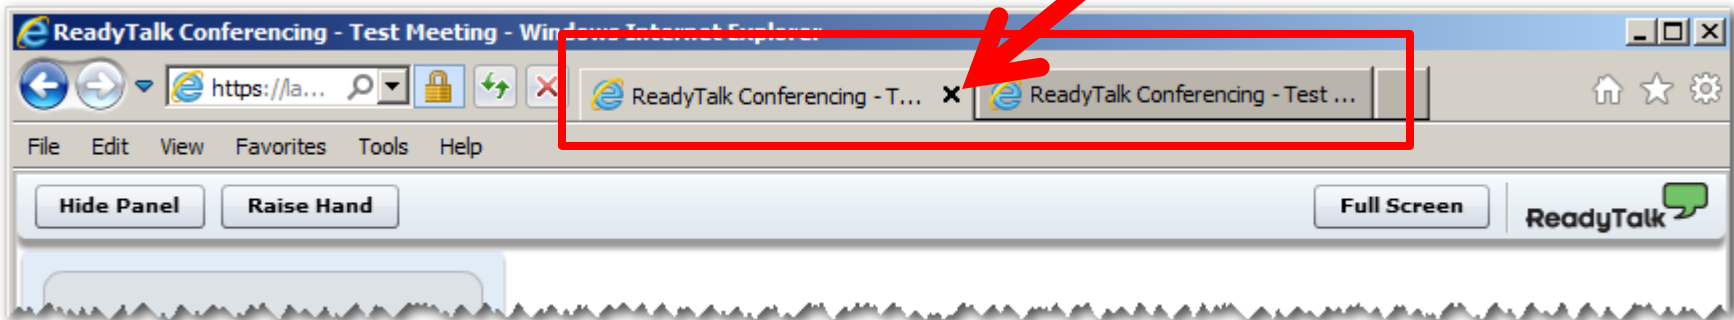 ReadyTalk Conferencing - Test Meeting - Windows Internet Explorer
https://la...
ReadyTalk Conferencing - T...
ReadyTalk Conferencing - Test ...
File Edit View Favorites Tools Help
Hide Panel Raise Hand Full Screen ReadyTalk